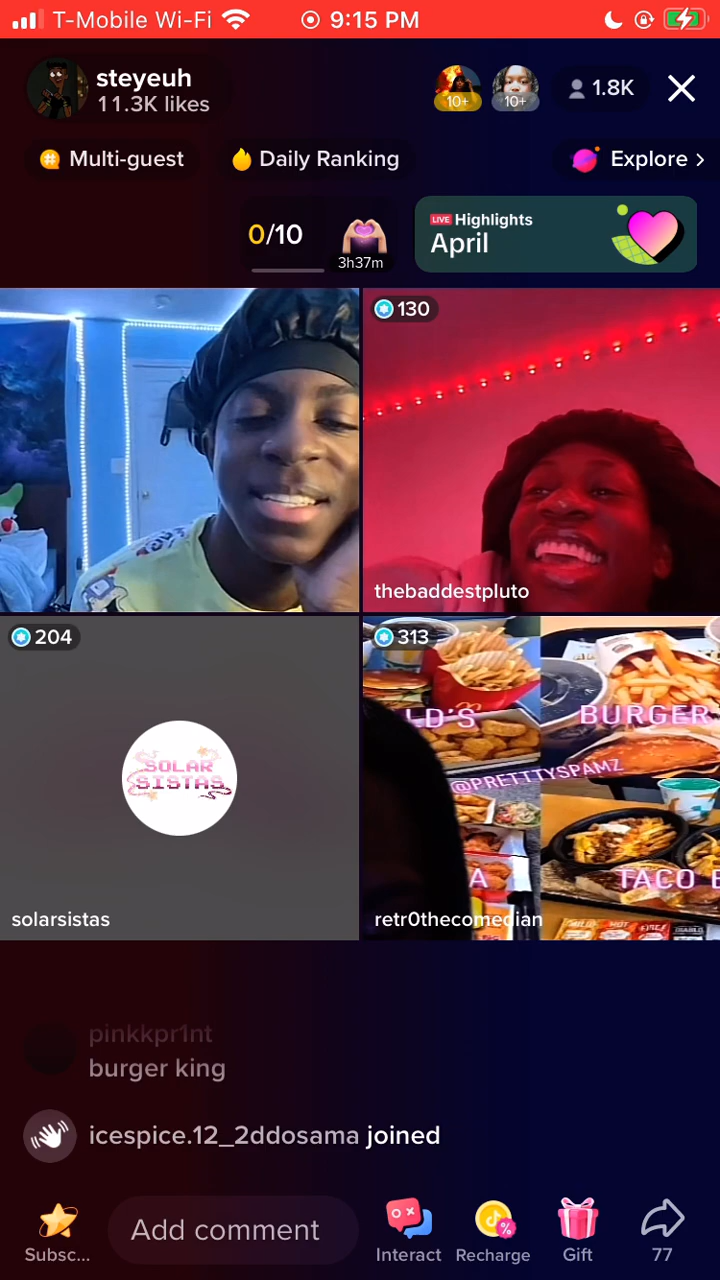 T-Mobile Wi-Fi 9:15 PM
steyeuh
11.3K likes
10+ 10+
1.8K
Multi-guest
Daily Ranking
Explore >
0/10
3h37m
LIVE Highlights
April
130
thebaddestpluto
204
SOLAR
SISTAS
solarsistas
313
LD'S
BURGER
@PRETTTYSPAMZ
A
TACO B
retr0thecomedian
pinkkpr1nt
burger king
icespice.12_2ddosama joined
Subsc...
Add comment
Interact
Recharge
Gift
77